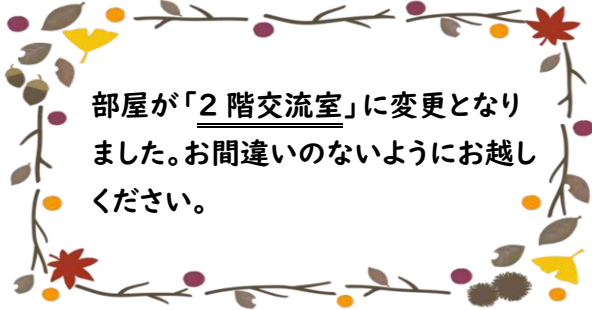 部屋が「２階交流室」に変更となり
ました。お間違いのないようにお越し
ください。